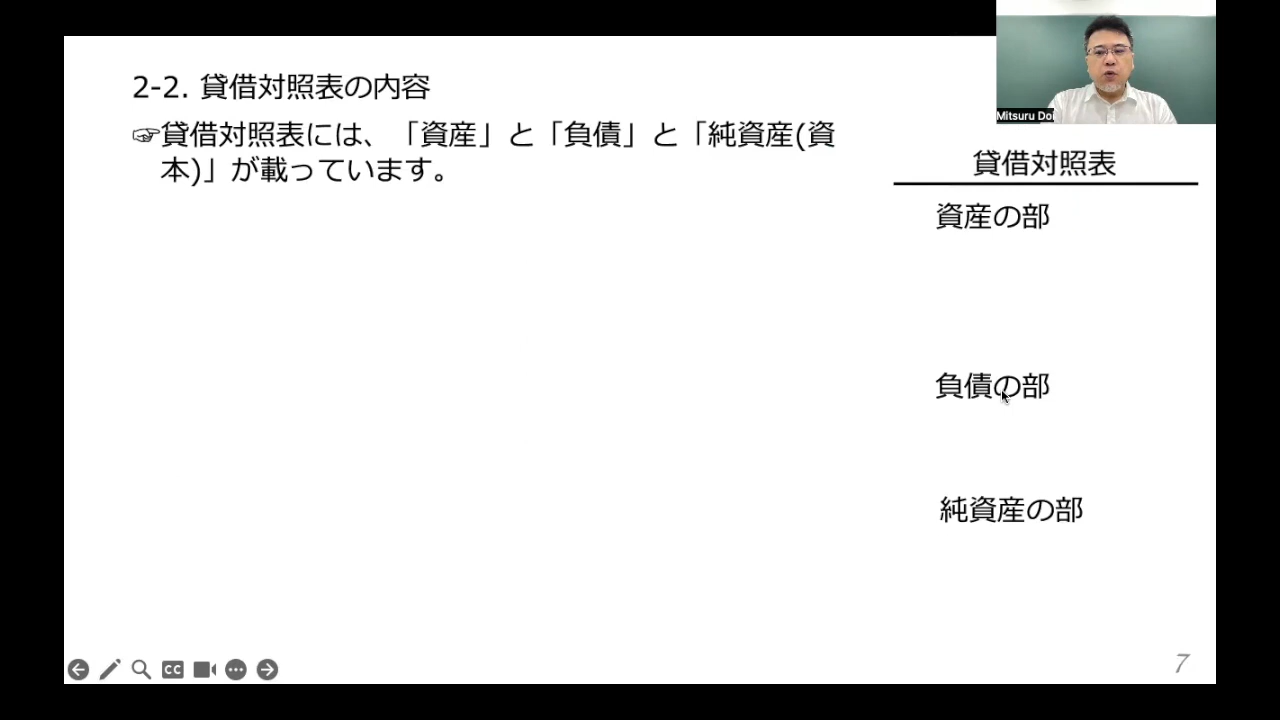 2-2. 貸借対照表の内容
☞貸借対照表には、「資産」と「負債」と「純資産(資
本)」が載っています。
Mitsuru Doi
貸借対照表
資産の部
負債の部
純資産の部
CC
7